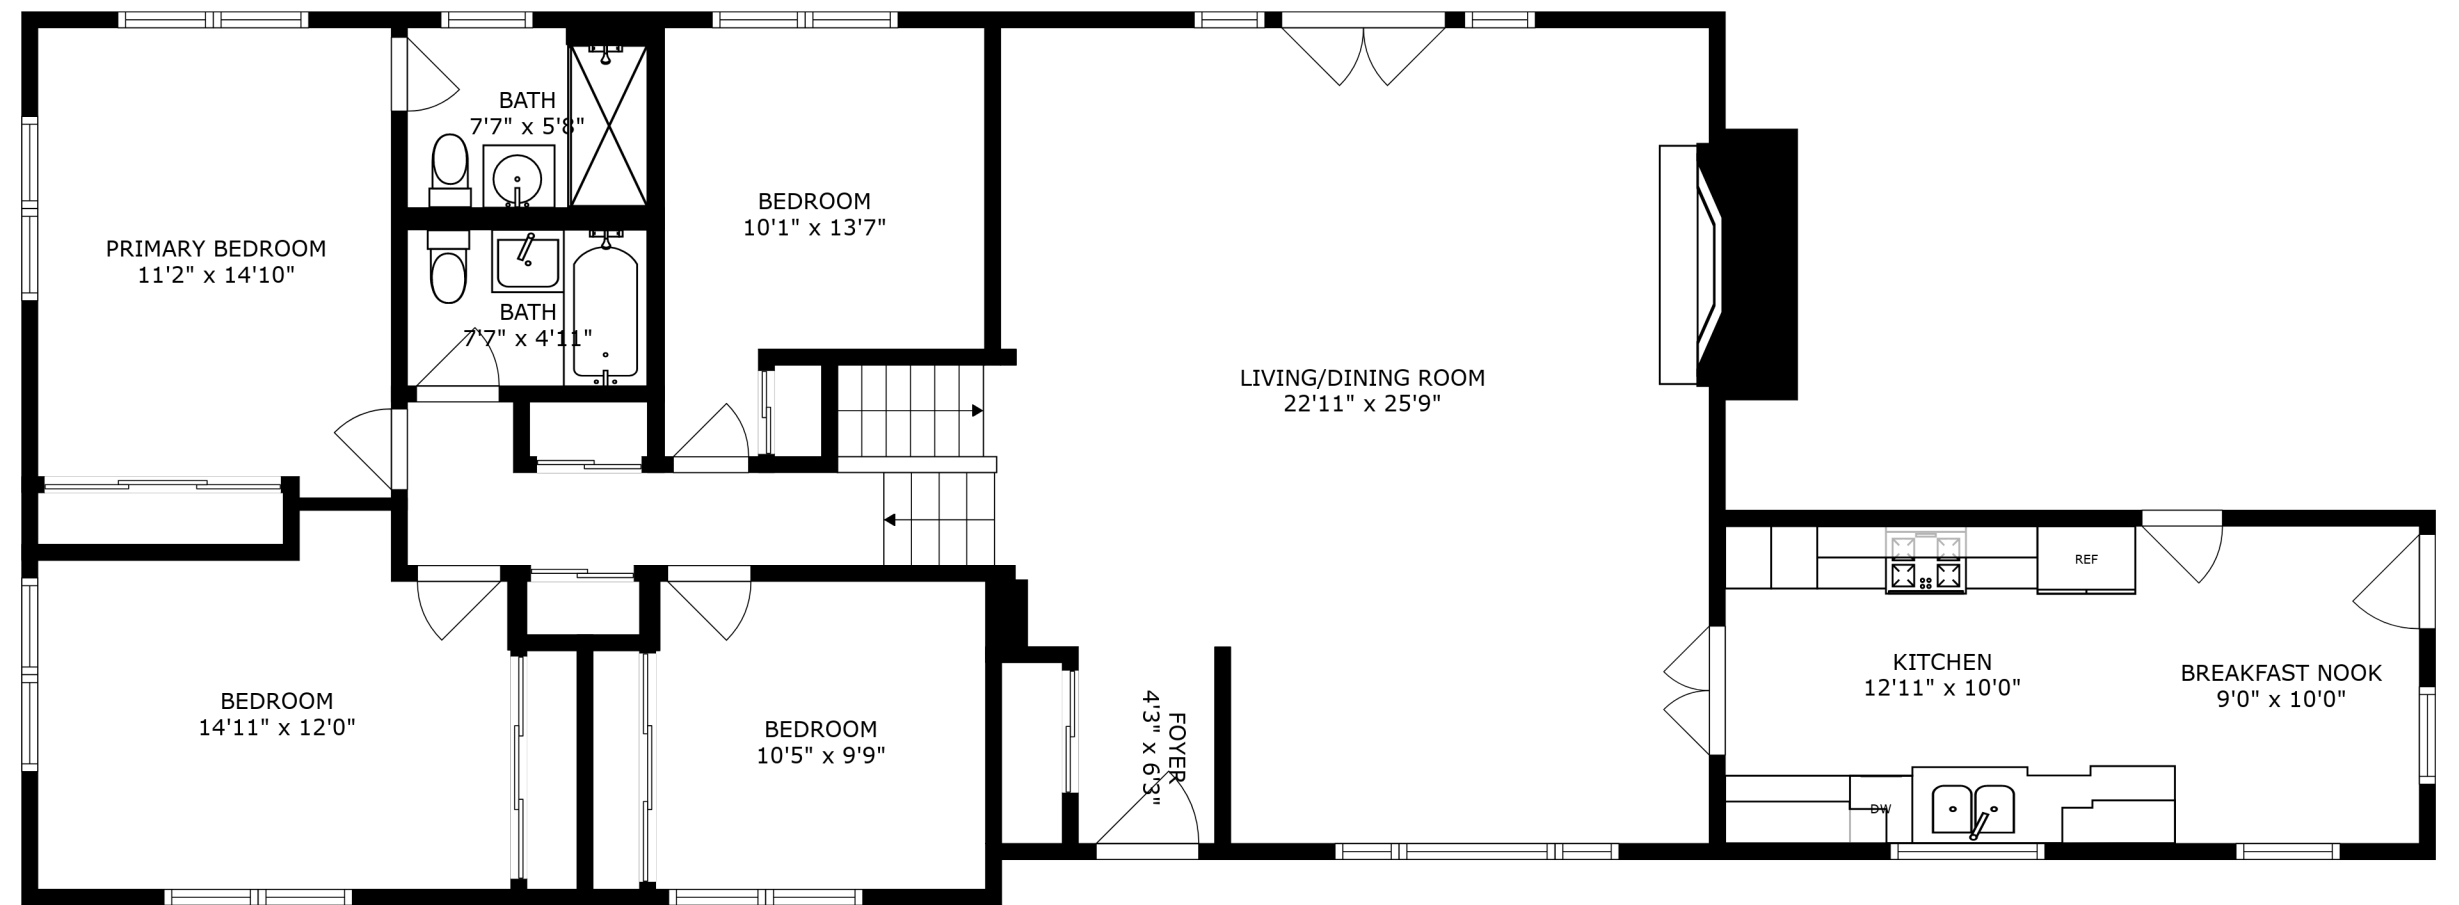 BATH
7'7" x 5'8"
PRIMARY BEDROOM
11'2" x 14'10"
BATH
7'7" x 4'11"
BEDROOM
10'1" x 13'7"
LIVING/DINING ROOM
22'11" x 25'9"
BEDROOM
14'11" x 12'0"
BEDROOM
10'5" x 9'9"
FOYER
4'3" x 6'3"
REF
KITCHEN
12'11" x 10'0"
BREAKFAST NOOK
9'0" x 10'0"
DW